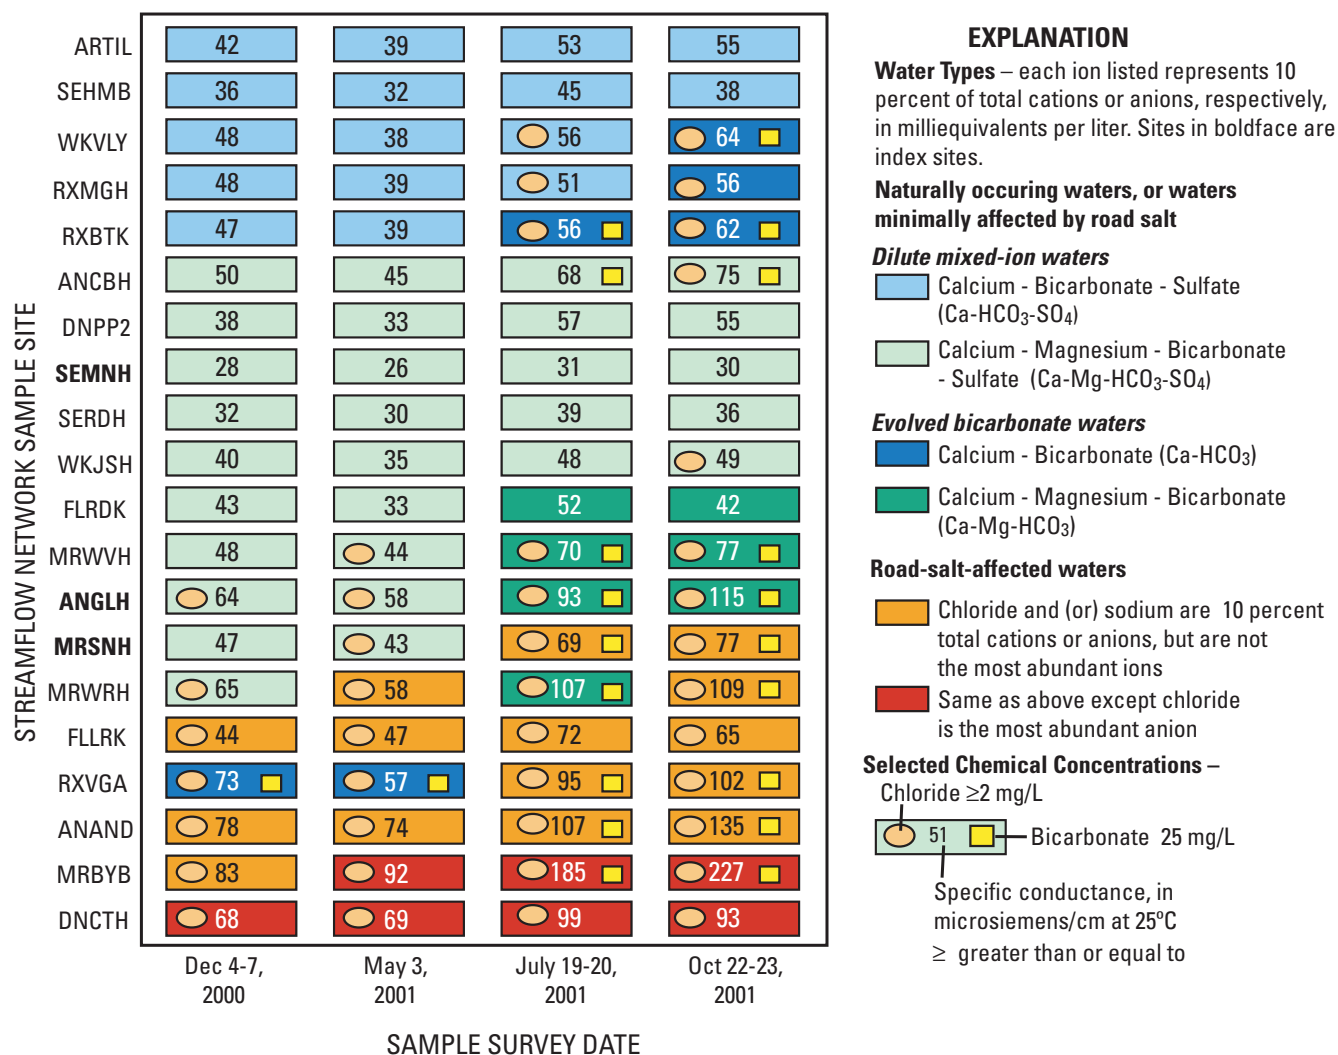 STREAMFLOW NETWORK SAMPLE SITE
ARTIL 42 39 53 55
SEHMB 36 32 45 38
WKVLY 48 38 56 64
RXMGH 48 39 51 56
RXBTK 47 39 56 62
ANCBH 50 45 68 75
DNPP2 38 33 57 55
SEMNH 28 26 31 30
SERDH 32 30 39 36
WKJSH 40 35 48 49
FLRDK 43 33 52 42
MRWVH 48 44 70 77
ANGLH 64 58 93 115
MRSNH 47 43 69 77
MRWRH 65 58 107 109
FLLRK 44 47 72 65
RXVGA 73 57 95 102
ANAND 78 74 107 135
MRBYB 83 92 185 227
DNCTH 68 69 99 93
Dec 4-7, May 3, July 19-20, Oct 22-23,
2000 2001 2001 2001
SAMPLE SURVEY DATE
EXPLANATION
Water Types – each ion listed represents 10
percent of total cations or anions, respectively,
in milliequivalents per liter. Sites in boldface are
index sites.
Naturally occuring waters, or waters
minimally affected by road salt
Dilute mixed-ion waters
Calcium - Bicarbonate - Sulfate
(Ca-HCO3-SO4)
Calcium - Magnesium - Bicarbonate
- Sulfate (Ca-Mg-HCO3-SO4)
Evolved bicarbonate waters
Calcium - Bicarbonate (Ca-HCO3)
Calcium - Magnesium - Bicarbonate
(Ca-Mg-HCO3)
Road-salt-affected waters
Chloride and (or) sodium are 10 percent
total cations or anions, but are not
the most abundant ions
Same as above except chloride
is the most abundant anion
Selected Chemical Concentrations –
Chloride ≥2 mg/L
51 Bicarbonate 25 mg/L
Specific conductance, in
microsiemens/cm at 25ºC
≥ greater than or equal to